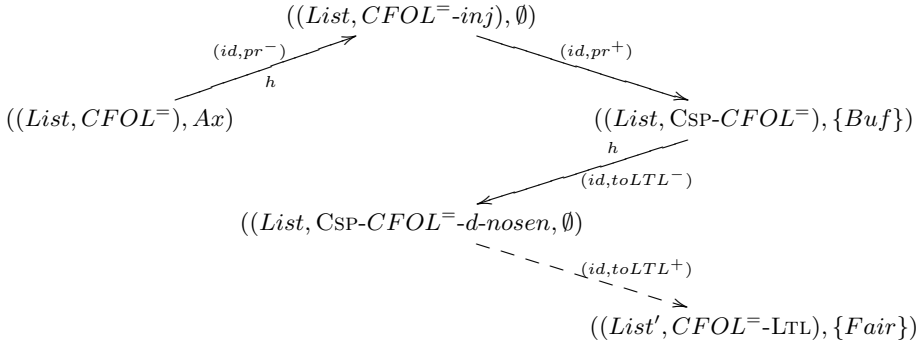 ((List, CFOL⁼-inj), ∅)
(id,pr⁻)
h
(id,pr⁺)
((List, CFOL⁼), Ax)
((List, CSP-CFOL⁼), {Buf})
h
(id,toLTL⁻)
((List, CSP-CFOL⁼-d-nosen, ∅)
(id,toLTL⁺)
((List′, CFOL⁼-LTL), {Fair})